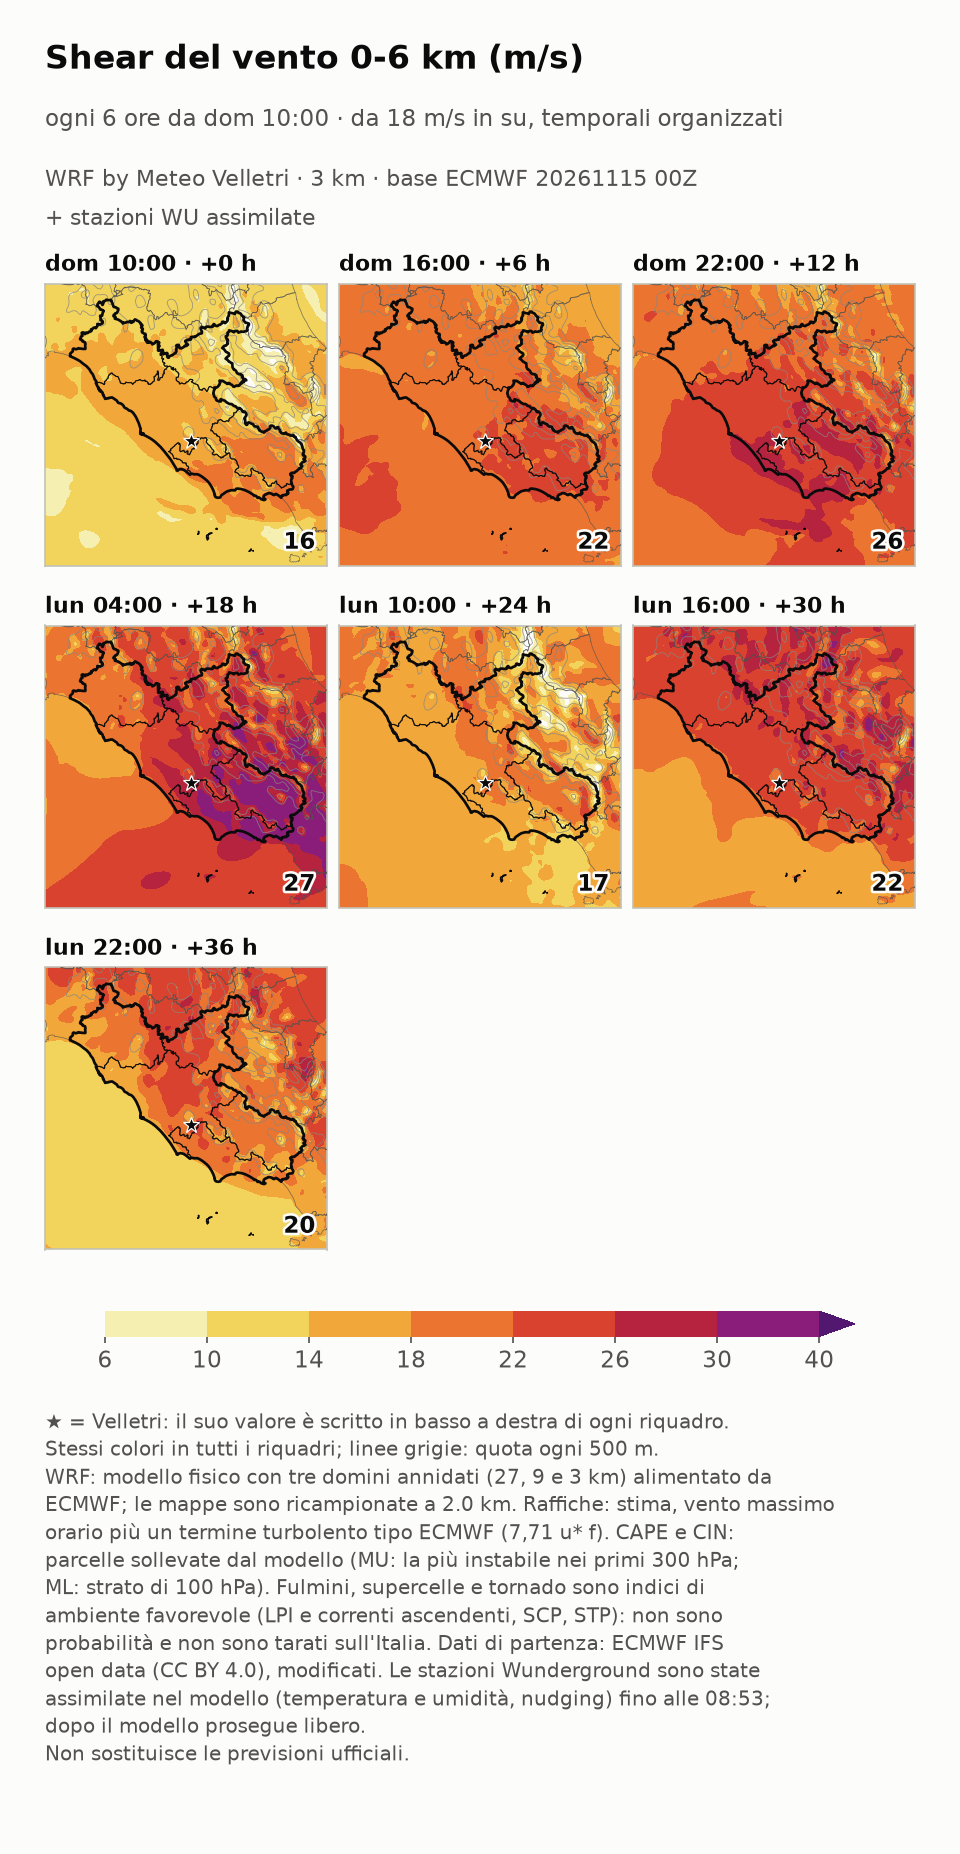 Shear del vento 0-6 km (m/s)
ogni 6 ore da dom 10:00 · da 18 m/s in su, temporali organizzati
WRF by Meteo Velletri · 3 km · base ECMWF 20261115 00Z
+ stazioni WU assimilate
dom 10:00 · +0 h
dom 16:00 · +6 h
dom 22:00 · +12 h
16
22
26
lun 04:00 · +18 h
lun 10:00 · +24 h
lun 16:00 · +30 h
27
17
22
lun 22:00 · +36 h
20
6 10 14 18 22 26 30 40
★ = Velletri: il suo valore è scritto in basso a destra di ogni riquadro.
Stessi colori in tutti i riquadri; linee grigie: quota ogni 500 m.
WRF: modello fisico con tre domini annidati (27, 9 e 3 km) alimentato da
ECMWF; le mappe sono ricampionate a 2.0 km. Raffiche: stima, vento massimo
orario più un termine turbolento tipo ECMWF (7,71 u* f). CAPE e CIN:
parcelle sollevate dal modello (MU: la più instabile nei primi 300 hPa;
ML: strato di 100 hPa). Fulmini, supercelle e tornado sono indici di
ambiente favorevole (LPI e correnti ascendenti, SCP, STP): non sono
probabilità e non sono tarati sull'Italia. Dati di partenza: ECMWF IFS
open data (CC BY 4.0), modificati. Le stazioni Wunderground sono state
assimilate nel modello (temperatura e umidità, nudging) fino alle 08:53;
dopo il modello prosegue libero.
Non sostituisce le previsioni ufficiali.